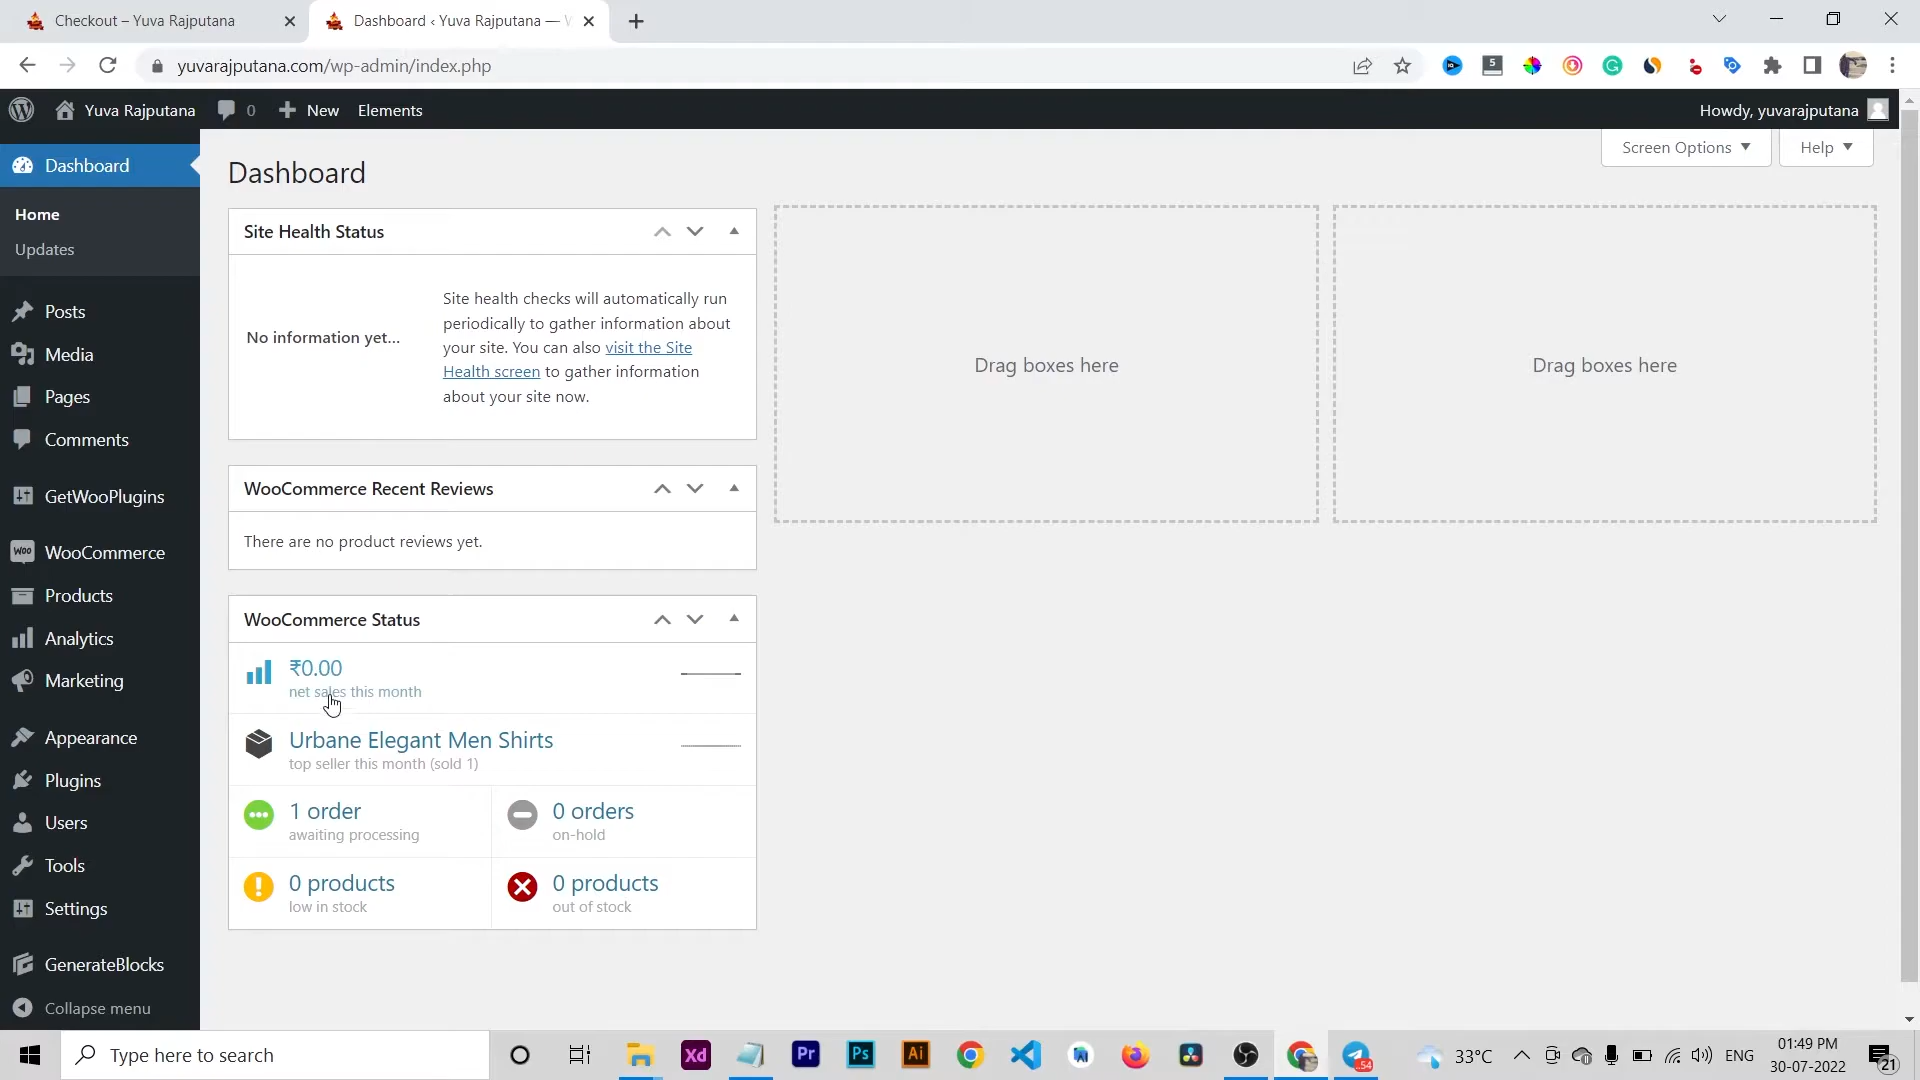 Checkout – Yuva Rajputana
Dashboard ‹ Yuva Rajputana —
yuvarajputana.com/wp-admin/index.php
Yuva Rajputana
0
New
Elements
Howdy, yuvarajputana
Dashboard
Home
Updates
Posts
Media
Pages
Comments
GetWooPlugins
WooCommerce
Products
Analytics
Marketing
Appearance
Plugins
Users
Tools
Settings
GenerateBlocks
Collapse menu
Screen Options
Help
Dashboard
Site Health Status
No information yet...
Site health checks will automatically run
periodically to gather information about
your site. You can also visit the Site
Health screen to gather information
about your site now.
Drag boxes here
Drag boxes here
WooCommerce Recent Reviews
There are no product reviews yet.
WooCommerce Status
₹0.00
net sales this month
Urbane Elegant Men Shirts
top seller this month (sold 1)
1 order
awaiting processing
0 orders
on-hold
0 products
low in stock
0 products
out of stock
Type here to search
Xd
Pr
Ps
Ai
54
33°C
ENG
01:49 PM
30-07-2022
21